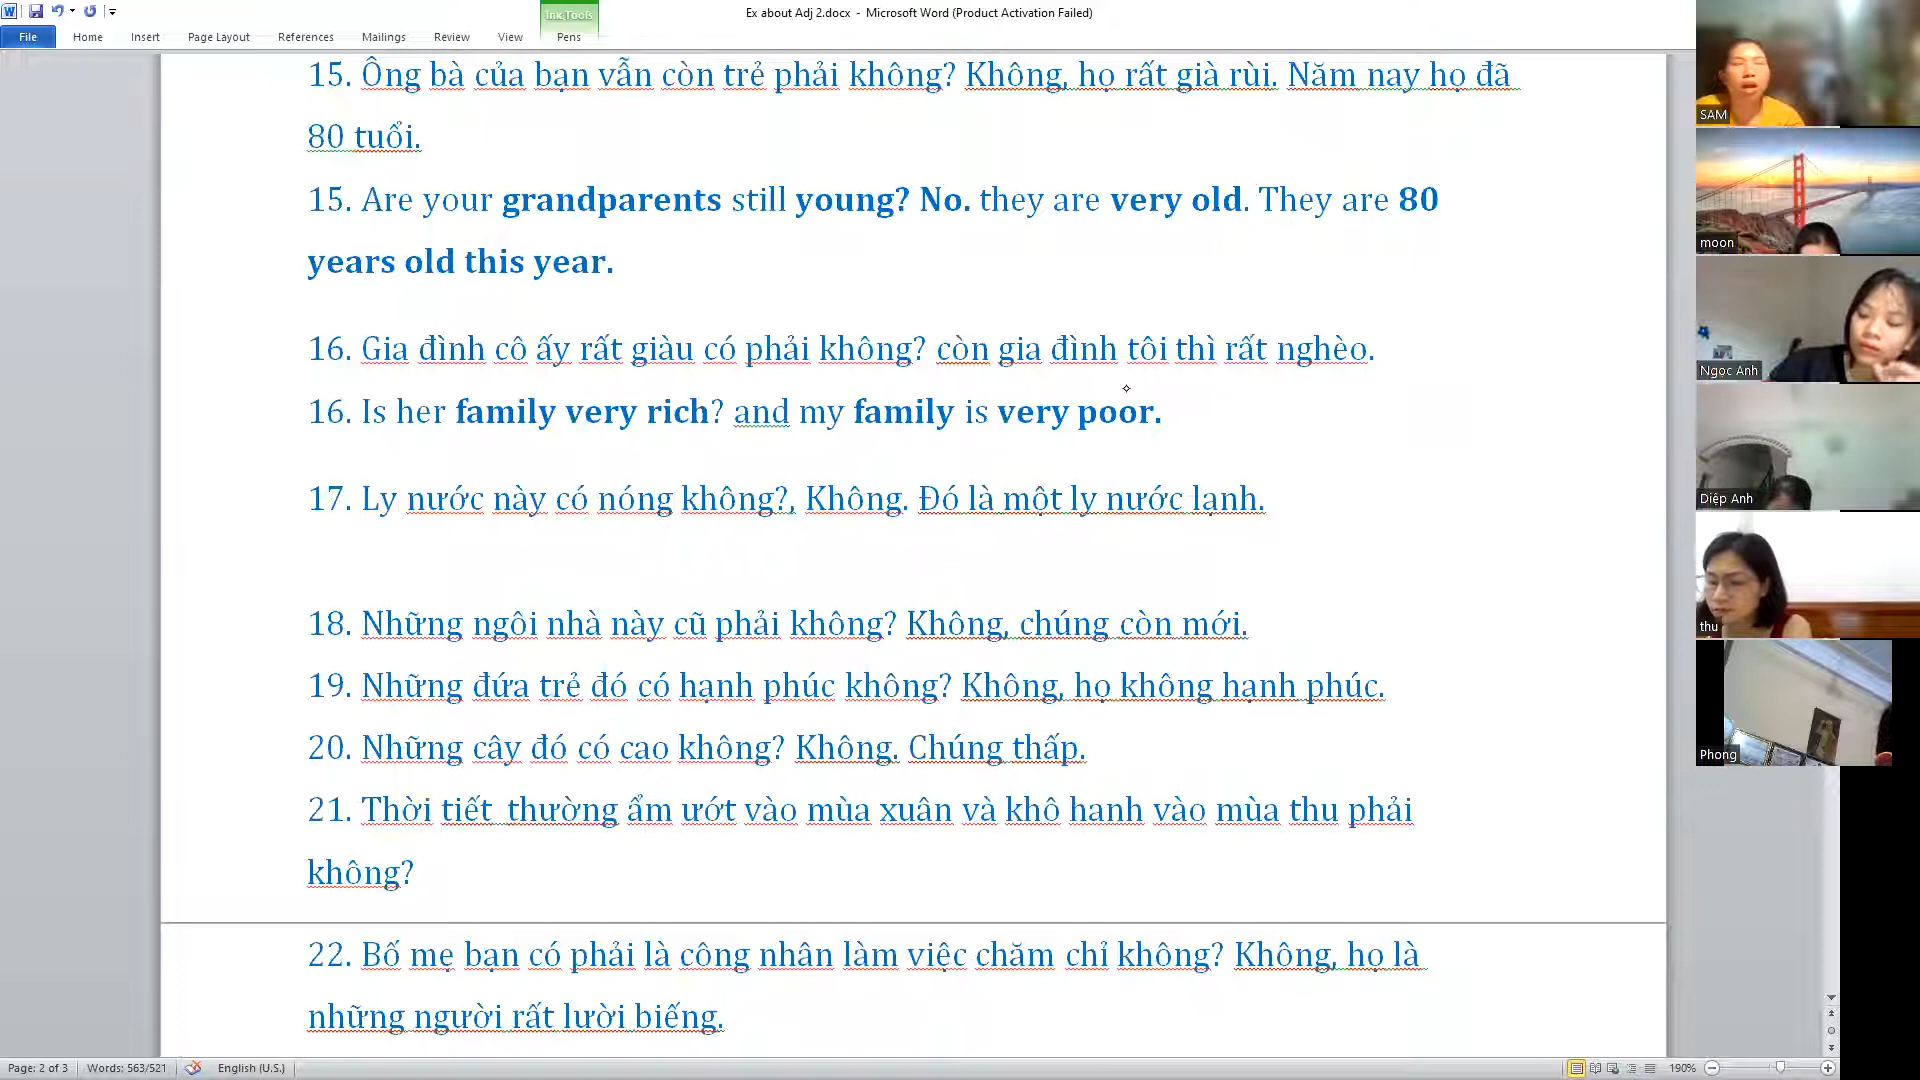 Ex about Adj 2.docx - Microsoft Word (Product Activation Failed)
Ink Tools
File Home Insert Page Layout References Mailings Review View Pens
15. Ông bà của bạn vẫn còn trẻ phải không? Không, họ rất già rùi. Năm nay họ đã
80 tuổi.
15. Are your grandparents still young? No. they are very old. They are 80
years old this year.
16. Gia đình cô ấy rất giàu có phải không? còn gia đình tôi thì rất nghèo.
16. Is her family very rich? and my family is very poor.
17. Ly nước này có nóng không?, Không. Đó là một ly nước lạnh.
18. Những ngôi nhà này cũ phải không? Không, chúng còn mới.
19. Những đứa trẻ đó có hạnh phúc không? Không, họ không hạnh phúc.
20. Những cây đó có cao không? Không. Chúng thấp.
21. Thời tiết thường ẩm ướt vào mùa xuân và khô hanh vào mùa thu phải
không?
22. Bố mẹ bạn có phải là công nhân làm việc chăm chỉ không? Không, họ là
những người rất lười biếng.
Page: 2 of 3 Words: 563/521 English (U.S.) 190%
SAM
moon
Ngọc Anh
Diệp Anh
thu
Phong